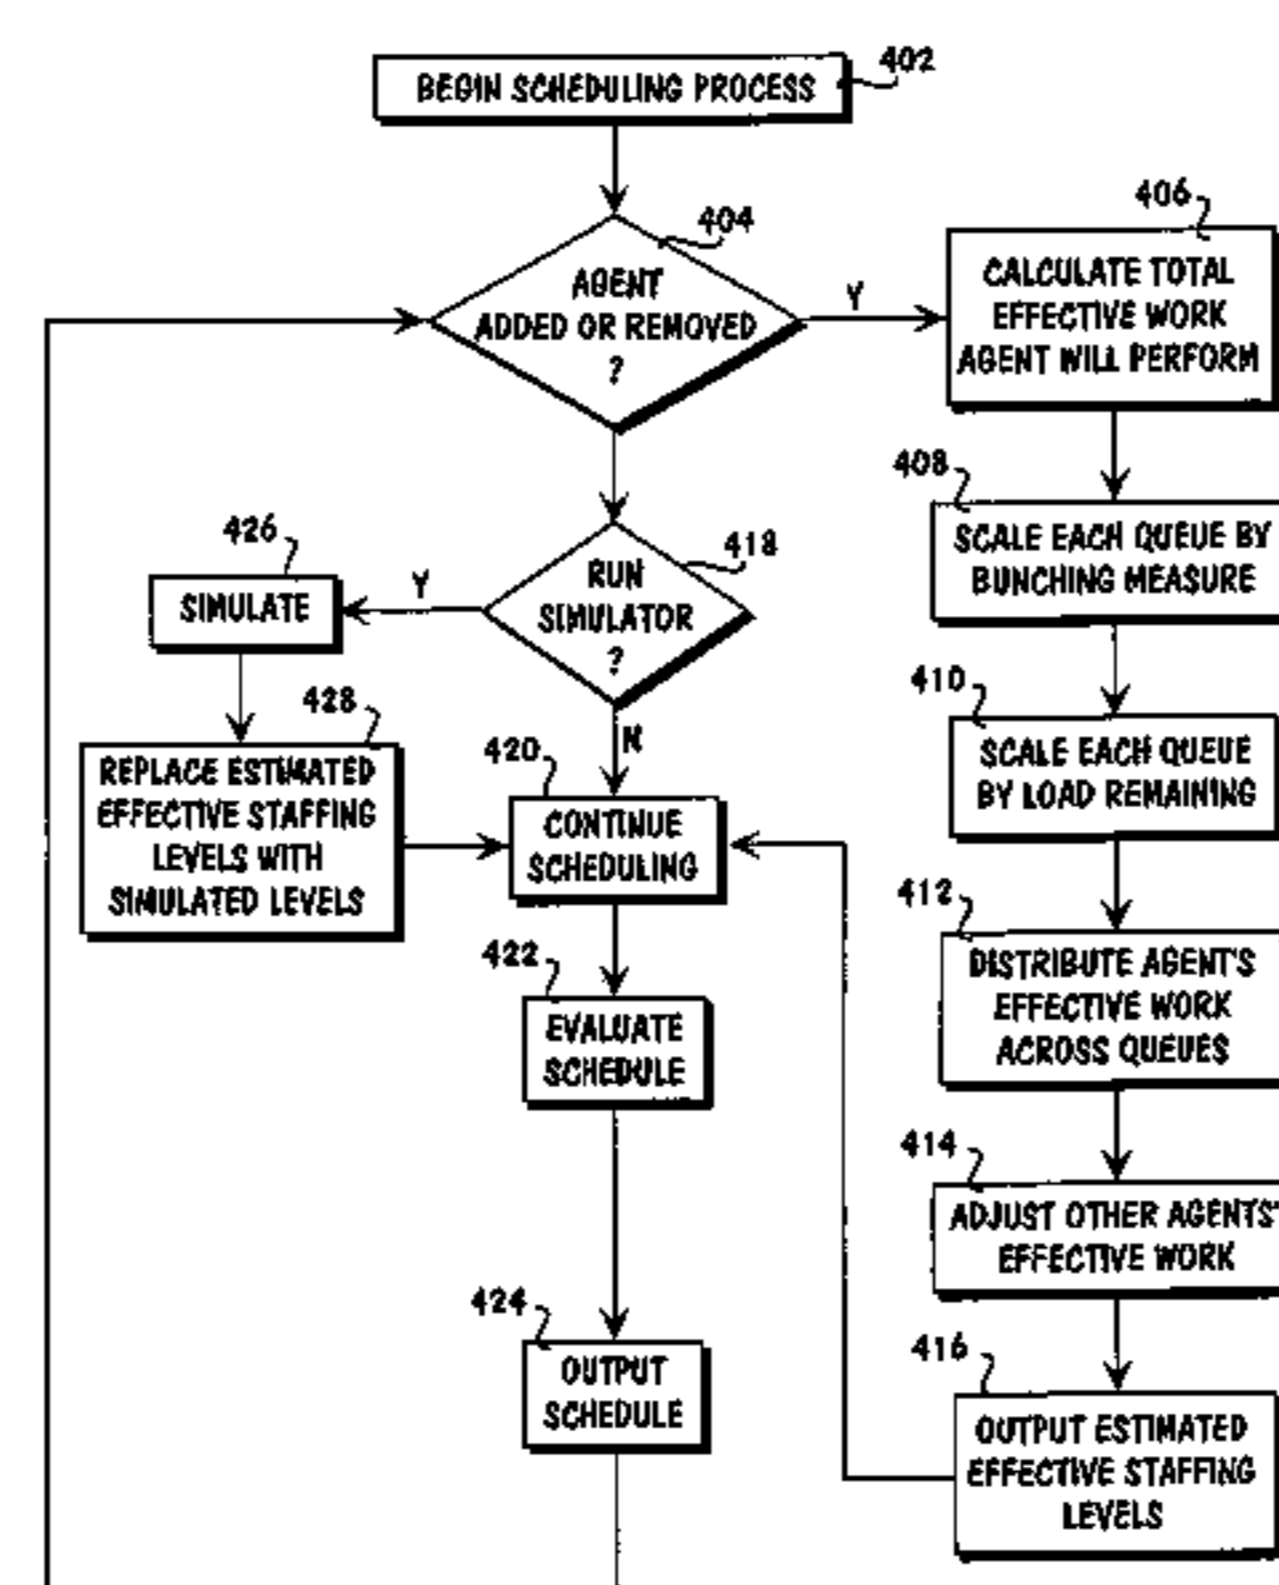 BEGIN SCHEDULING PROCESS
402
404
AGENT
ADDED OR REMOVED
?
Y
406
CALCULATE TOTAL
EFFECTIVE WORK
AGENT WILL PERFORM
408
SCALE EACH QUEUE BY
BUNCHING MEASURE
410
SCALE EACH QUEUE
BY LOAD REMAINING
412
DISTRIBUTE AGENT'S
EFFECTIVE WORK
ACROSS QUEUES
414
ADJUST OTHER AGENTS'
EFFECTIVE WORK
416
OUTPUT ESTIMATED
EFFECTIVE STAFFING
LEVELS
418
RUN
SIMULATOR
?
Y
N
426
SIMULATE
428
REPLACE ESTIMATED
EFFECTIVE STAFFING
LEVELS WITH
SIMULATED LEVELS
420
CONTINUE
SCHEDULING
422
EVALUATE
SCHEDULE
424
OUTPUT
SCHEDULE